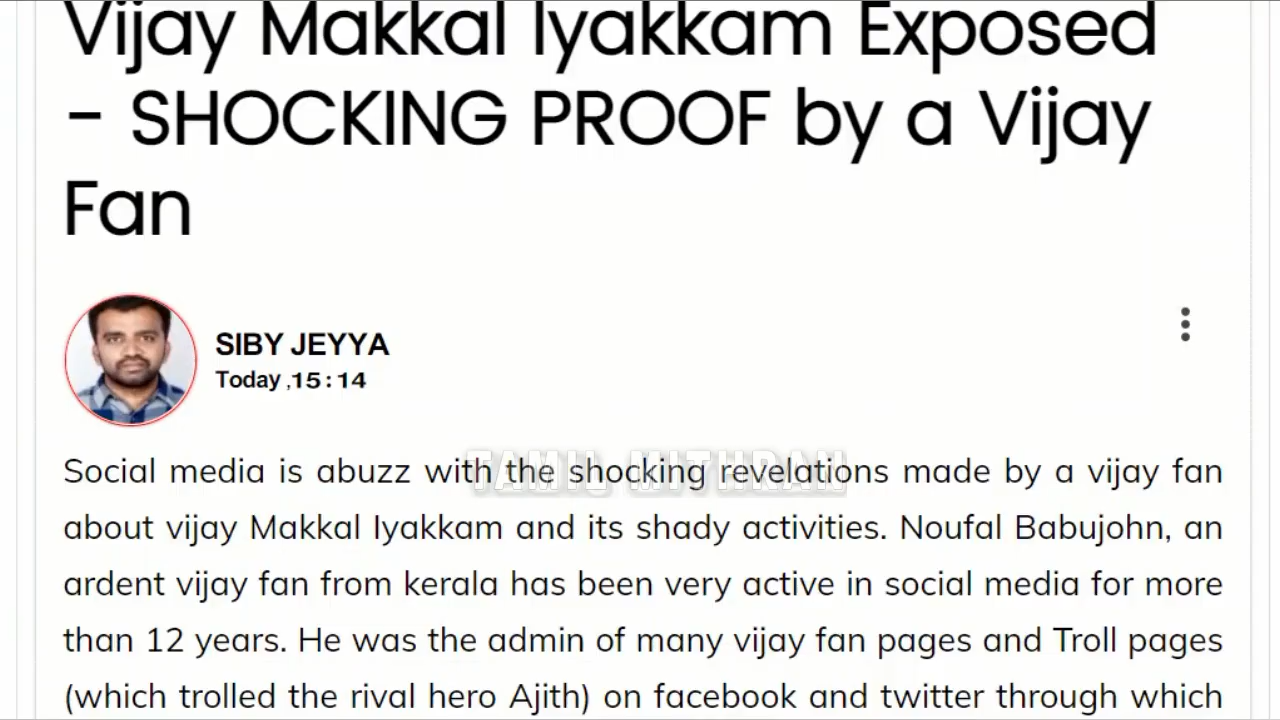 Vijay Makkal Iyakkam Exposed
- SHOCKING PROOF by a Vijay
Fan
SIBY JEYYA
Today ,15:14
Social media is abuzz with the shocking revelations made by a vijay fan
TAMIL MITHRAN
about vijay Makkal Iyakkam and its shady activities. Noufal Babujohn, an
ardent vijay fan from kerala has been very active in social media for more
than 12 years. He was the admin of many vijay fan pages and Troll pages
(which trolled the rival hero Ajith) on facebook and twitter through which